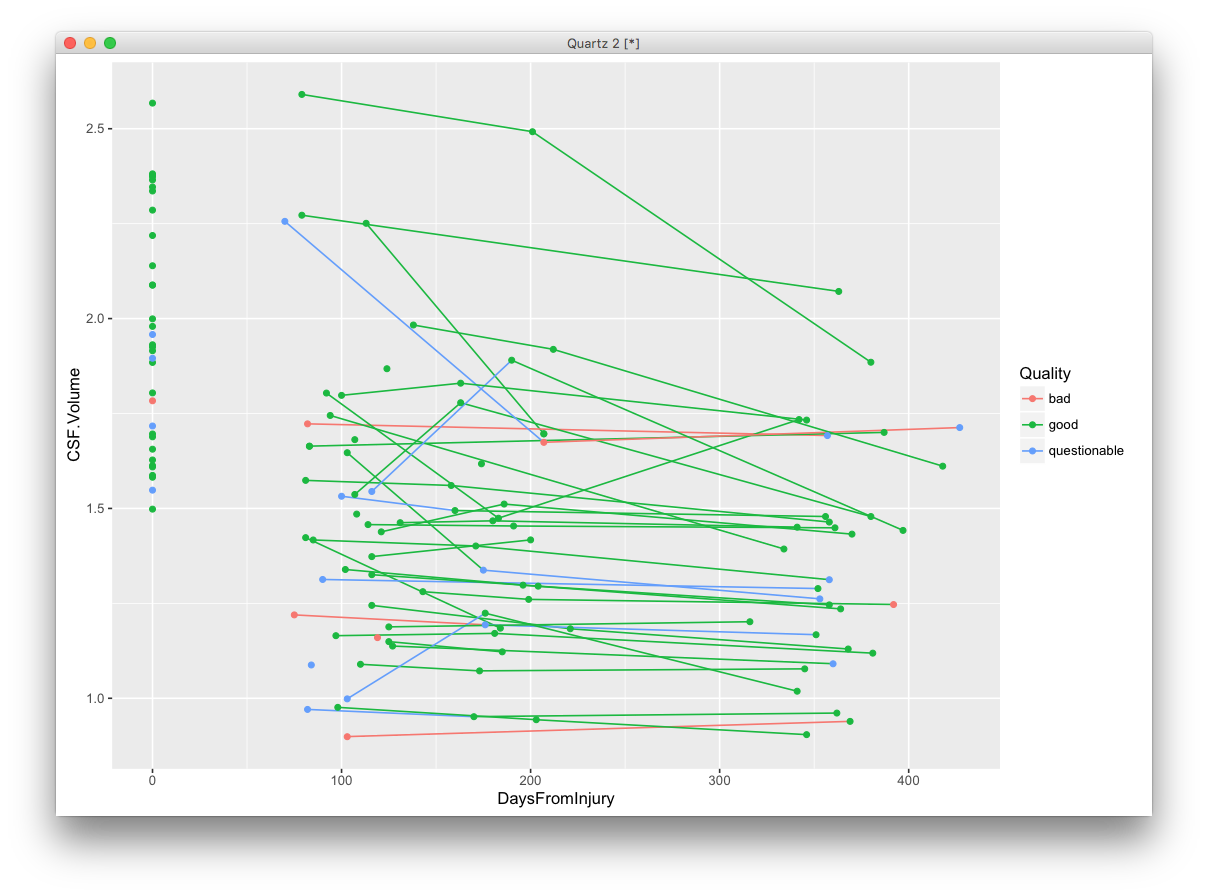 Quartz 2 [*]
2.5
2.0
1.5
1.0
CSF.Volume
0 100 200 300 400
DaysFromInjury
Quality
bad
good
questionable